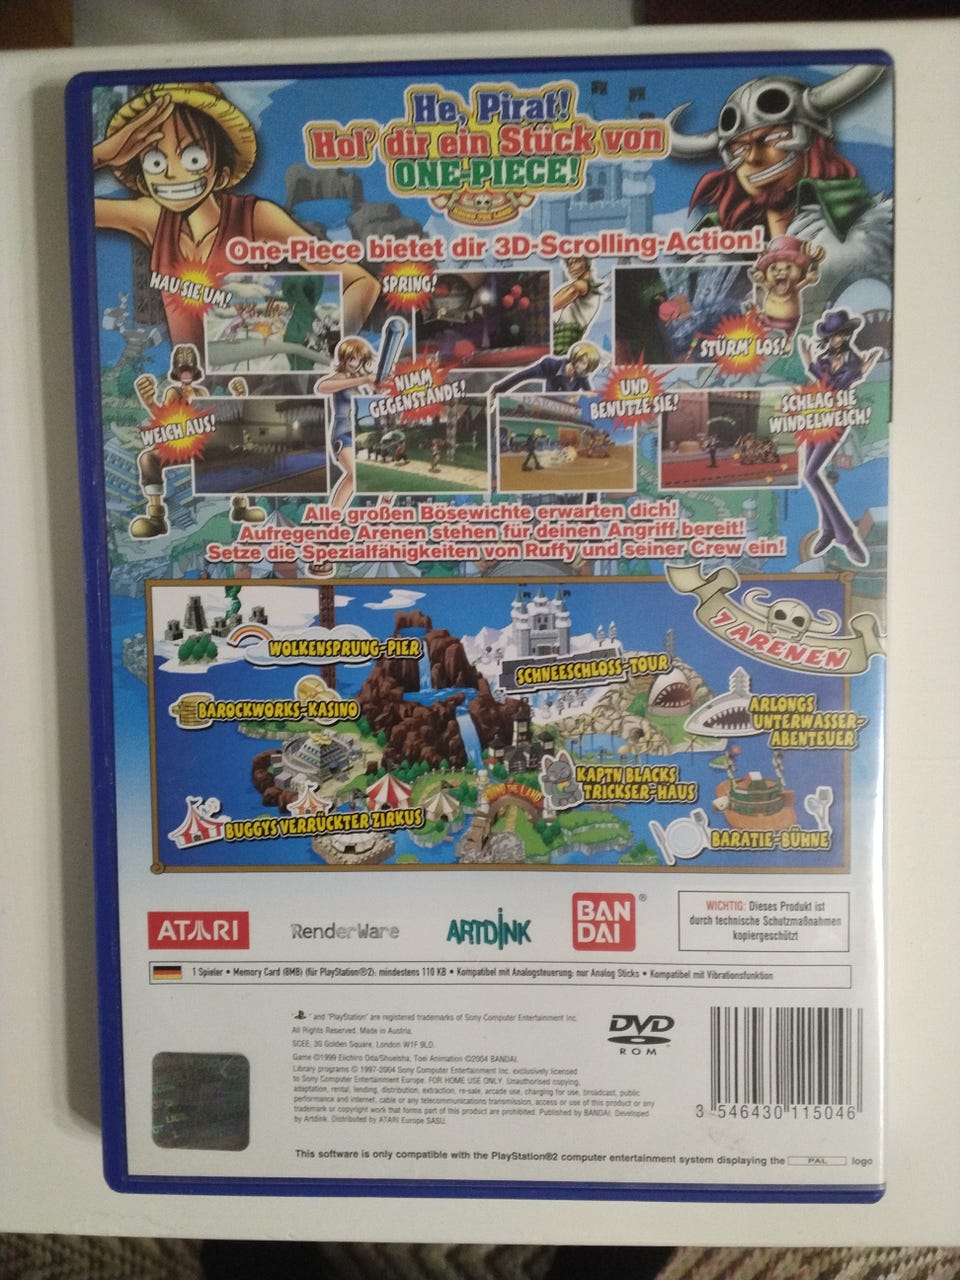 He, Pirat!
Hol' dir ein Stück von
ONE-PIECE!
ROUND THE LAND
One-Piece bietet dir 3D-Scrolling-Action!
HAU SIE UM!
SPRING!
STÜRM' LOS!
WEICH AUS!
NIMM
GEGENSTÄNDE!
UND
BENUTZE SIE!
SCHLAG SIE
WINDELWEICH!
Alle großen Bösewichte erwarten dich!
Aufregende Arenen stehen für deinen Angriff bereit!
Setze die Spezialfähigkeiten von Ruffy und seiner Crew ein!
7 ARENEN
WOLKENSPRUNG-PIER
SCHNEESCHLOSS-TOUR
BAROCKWORKS-KASINO
ARLONGS
UNTERWASSER-
ABENTEUER
KAPTN BLACKS
TRICKSER-HAUS
ROUND THE LAND
BUGGYS VERRÜCKTER ZIRKUS
BARATIE-BÜHNE
ATARI
RenderWare
ARTDINK
BAN
DAI
®
WICHTIG: Dieses Produkt ist
durch technische Schutzmaßnahmen
kopiergeschützt
1 Spieler • Memory Card (8MB) (für PlayStation®2): mindestens 110 KB • Kompatibel mit Analogsteuerung: nur Analog Sticks • Kompatibel mit Vibrationsfunktion
" " and "PlayStation" are registered trademarks of Sony Computer Entertainment Inc.
All Rights Reserved. Made in Austria.
SCEE, 30 Golden Square, London W1F 9LD.
Game ©1999 Eiichiro Oda/Shueisha, Toei Animation ©2004 BANDAI.
Library programs © 1997-2004 Sony Computer Entertainment Inc. exclusively licensed
to Sony Computer Entertainment Europe. FOR HOME USE ONLY. Unauthorised copying,
adaptation, rental, lending, distribution, extraction, re-sale, arcade use, charging for use, broadcast, public
performance and internet, cable or any telecommunications transmission, access or use of this product or any
trademark or copyright work that forms part of this product are prohibited. Published by BANDAI. Developed
by Artdink. Distributed by ATARI Europe SASU.
DVD
ROM
3 546430 115046
This software is only compatible with the PlayStation®2 computer entertainment system displaying the PAL logo